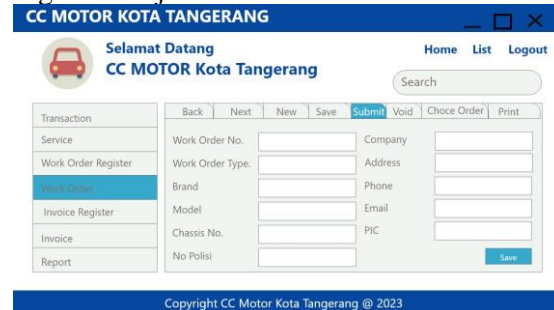 CC MOTOR KOTA TANGERANG
Selamat Datang
CC MOTOR Kota Tangerang
Home List Logout
Search
Transaction
Service
Work Order Register
Work Order
Invoice Register
Invoice
Report
Back Next New Save Submit Void Choce Order Print
Work Order No.
Work Order Type.
Brand
Model
Chassis No.
No Polisi
Company
Address
Phone
Email
PIC
Save
Copyright CC Motor Kota Tangerang @ 2023